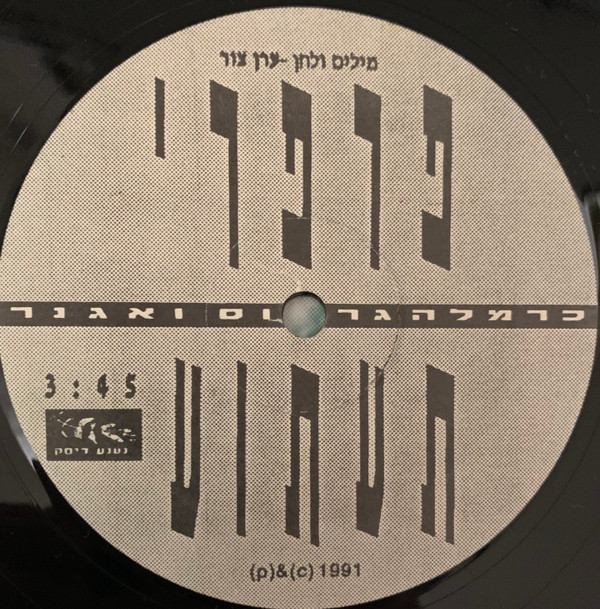 מילים ולחן -ערן צור
פרפרי
כרמלה גרוס ואגנר
תעתוע
3:45
נענע דיסק
(p)&(c) 1991